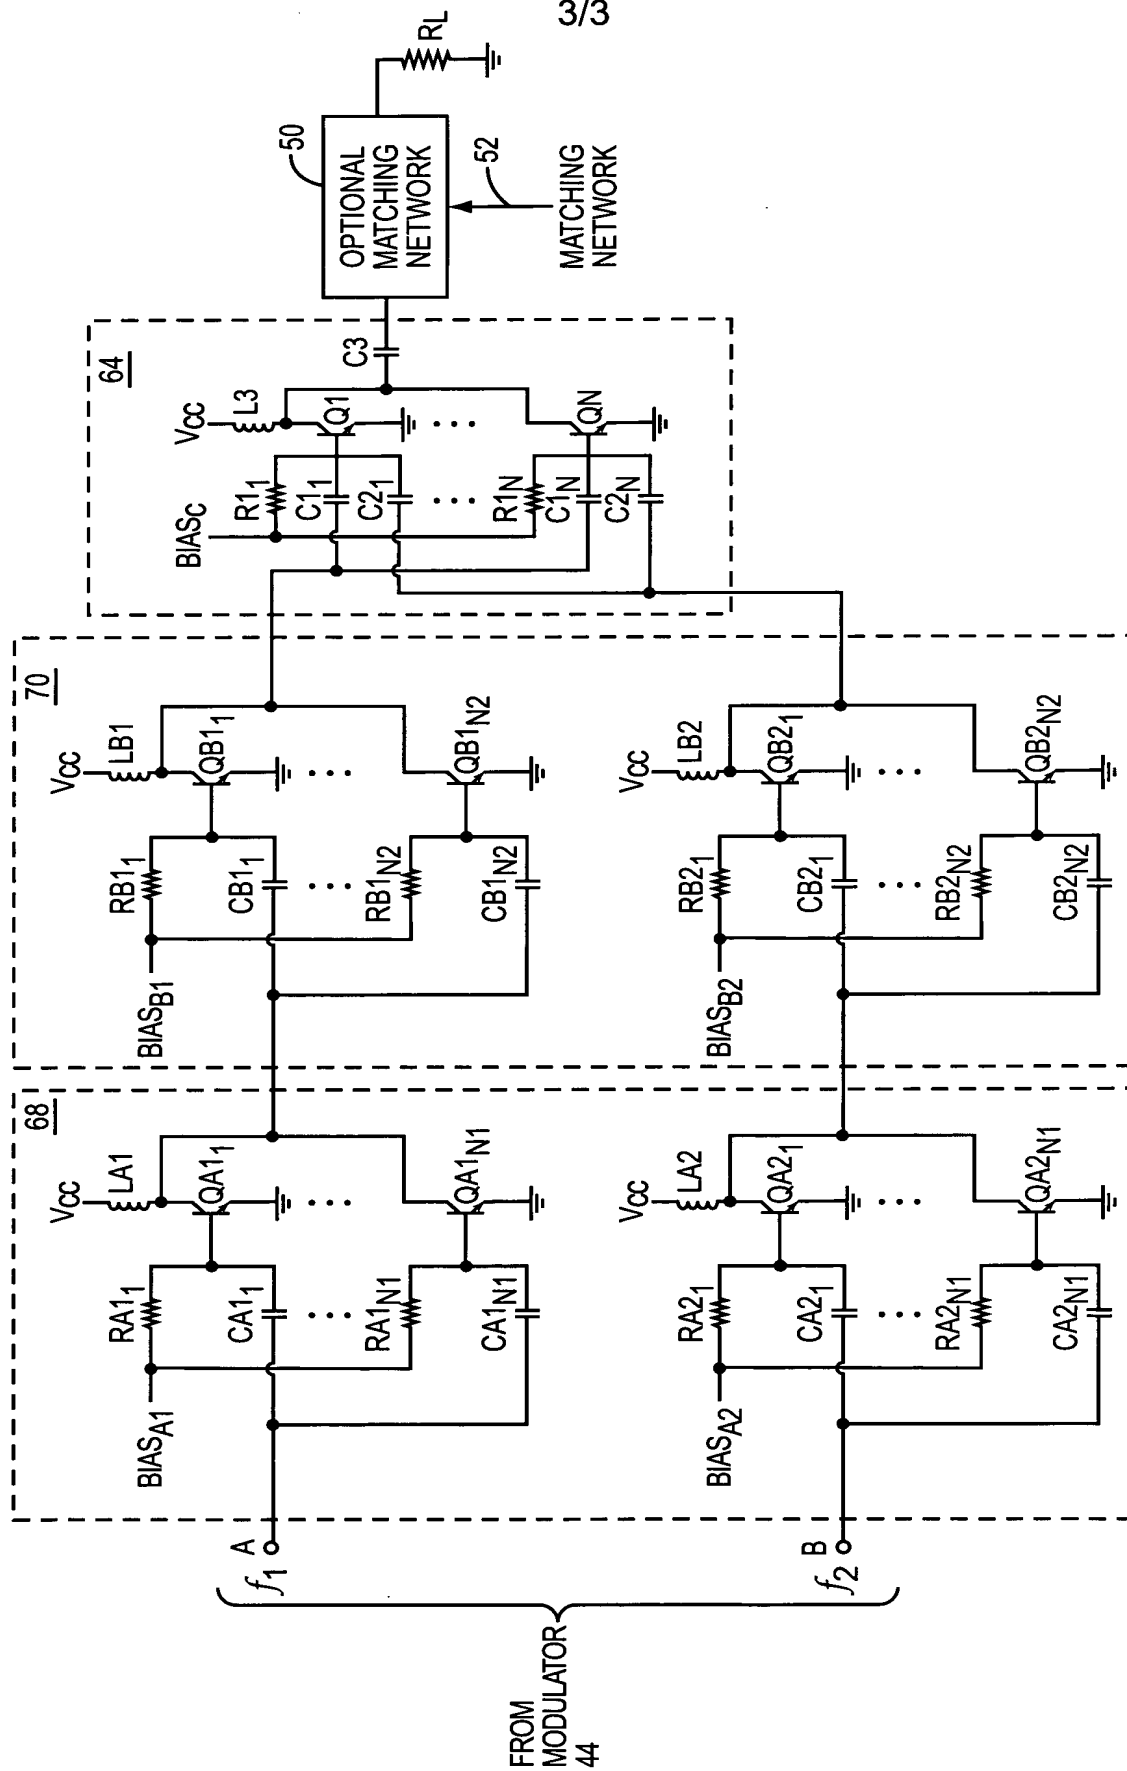 3/3
FROM
MODULATOR
44
f1
A
f2
B
68
BIASA1
RA11
CA11
RA1N1
CA1N1
VCC
LA1
QA11
QA1N1
BIASA2
RA21
CA21
RA2N1
CA2N1
VCC
LA2
QA21
QA2N1
70
BIASB1
RB11
CB11
RB1N2
CB1N2
VCC
LB1
QB11
QB1N2
BIASB2
RB21
CB21
RB2N2
CB2N2
VCC
LB2
QB21
QB2N2
64
BIASC
R11
C11
C21
R1N
C1N
C2N
VCC
L3
Q1
QN
C3
50
OPTIONAL
MATCHING
NETWORK
52
MATCHING
NETWORK
RL